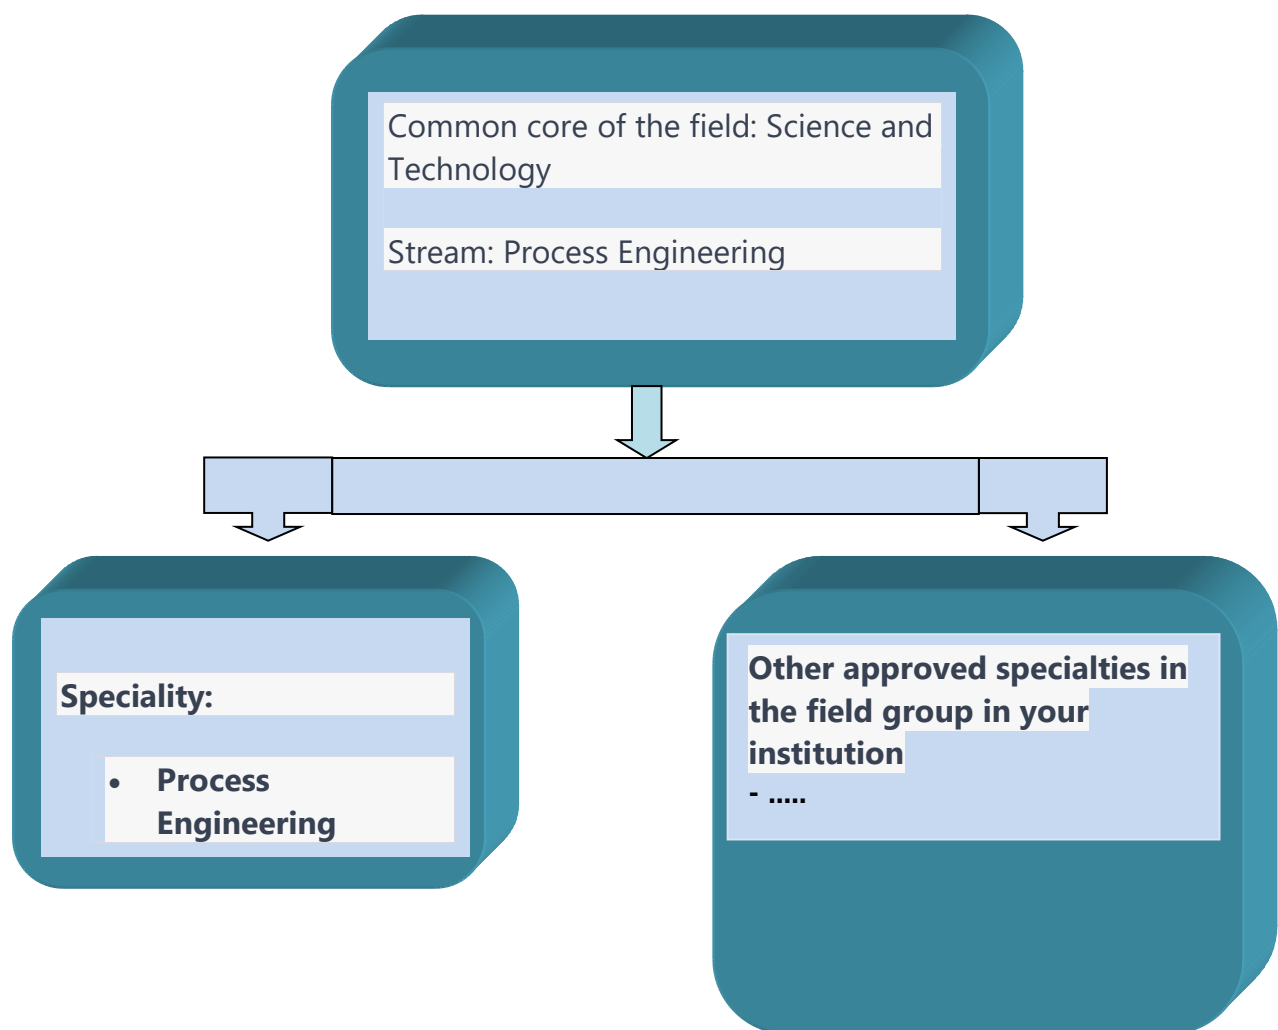 Common core of the field: Science and
Technology
Stream: Process Engineering
Speciality:
• Process
Engineering
Other approved specialties in
the field group in your
institution
- .....